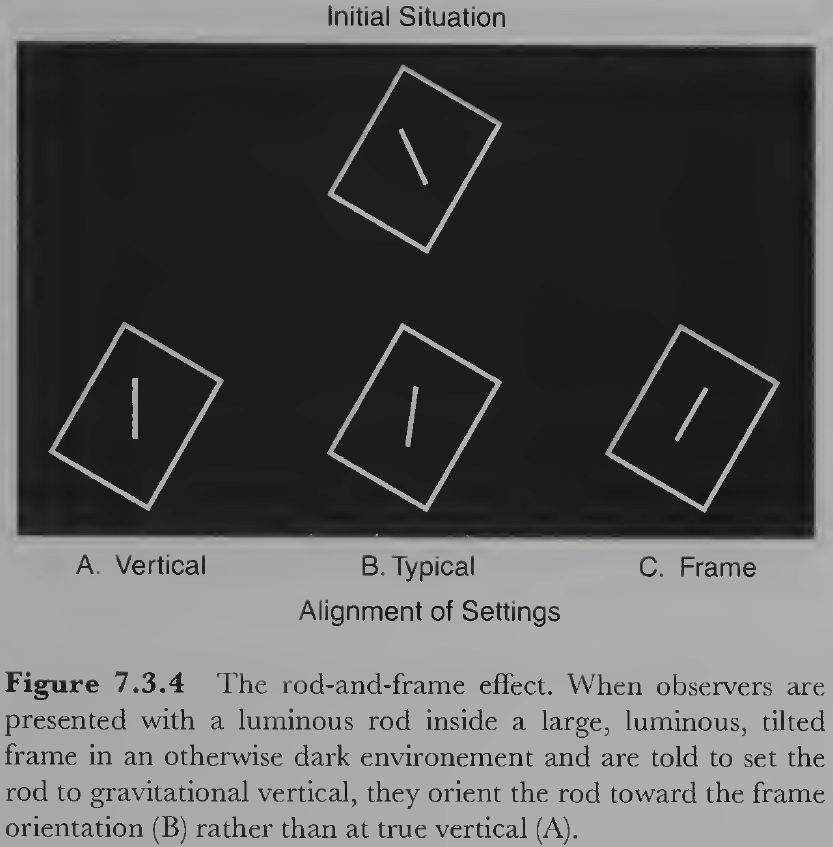 Initial Situation
A. Vertical
B. Typical
C. Frame
Alignment of Settings
Figure 7.3.4 The rod-and-frame effect. When observers are
presented with a luminous rod inside a large, luminous, tilted
frame in an otherwise dark environement and are told to set the
rod to gravitational vertical, they orient the rod toward the frame
orientation (B) rather than at true vertical (A).